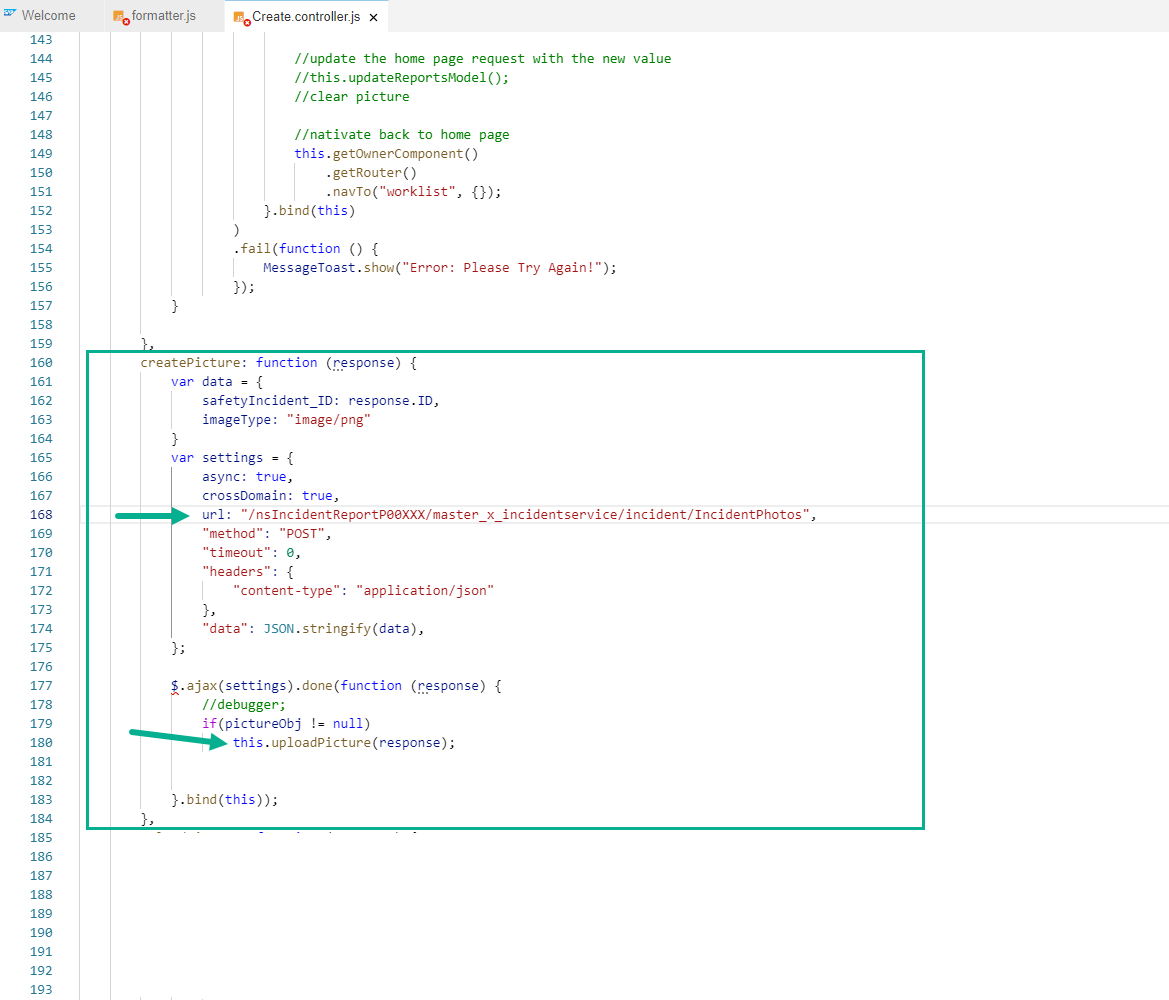 Welcome formatter.js Create.controller.js ×
143
144 //update the home page request with the new value
145 //this.updateReportsModel();
146 //clear picture
147
148 //nativate back to home page
149 this.getOwnerComponent()
150 .getRouter()
151 .navTo("worklist", {});
152 }.bind(this)
153 )
154 .fail(function () {
155 MessageToast.show("Error: Please Try Again!");
156 });
157 }
158
159 },
160 createPicture: function (response) {
161 var data = {
162 safetyIncident_ID: response.ID,
163 imageType: "image/png"
164 }
165 var settings = {
166 async: true,
167 crossDomain: true,
168 url: "/nsIncidentReportP00XXX/master_x_incidentservice/incident/IncidentPhotos",
169 "method": "POST",
170 "timeout": 0,
171 "headers": {
172 "content-type": "application/json"
173 },
174 "data": JSON.stringify(data),
175 };
176
177 $.ajax(settings).done(function (response) {
178 //debugger;
179 if(pictureObj != null)
180 this.uploadPicture(response);
181
182
183 }.bind(this));
184 },
185
186
187
188
189
190
191
192
193